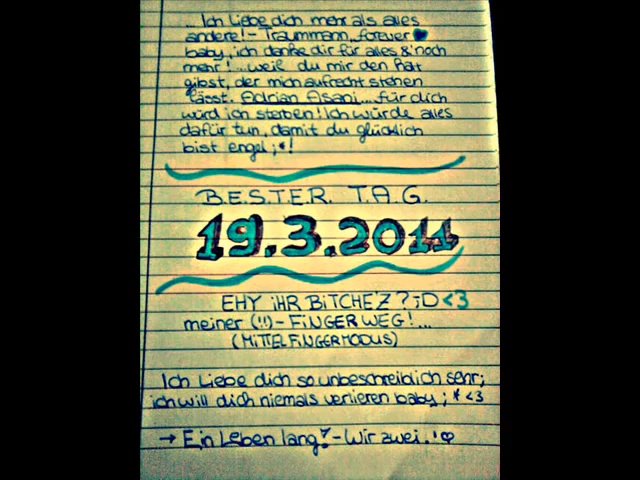 ...Ich Liebe dich mehr als alles
andere! - Traummann, forever ♥
baby, ich danke dir für alles & noch
mehr! ...weil du mir den Rat
gibst, der mich aufrecht stehen
lässt. Adrian Asani... für dich
würd ich sterben! Ich würde alles
dafür tun, damit du glücklich
bist engel ;*!
B.E.S.T.E.R. T.A.G.
19.3.2011
EHY iHR BiTCHE'Z? ;D <3
meiner (!!) - FiNGER WEG!...
(MiTTELFiNGERMODUS)
Ich Liebe dich so unbeschreiblich sehr;
ich will dich niemals verlieren baby ; * <3
→ Ein Leben lang? - Wir zwei.! ♡